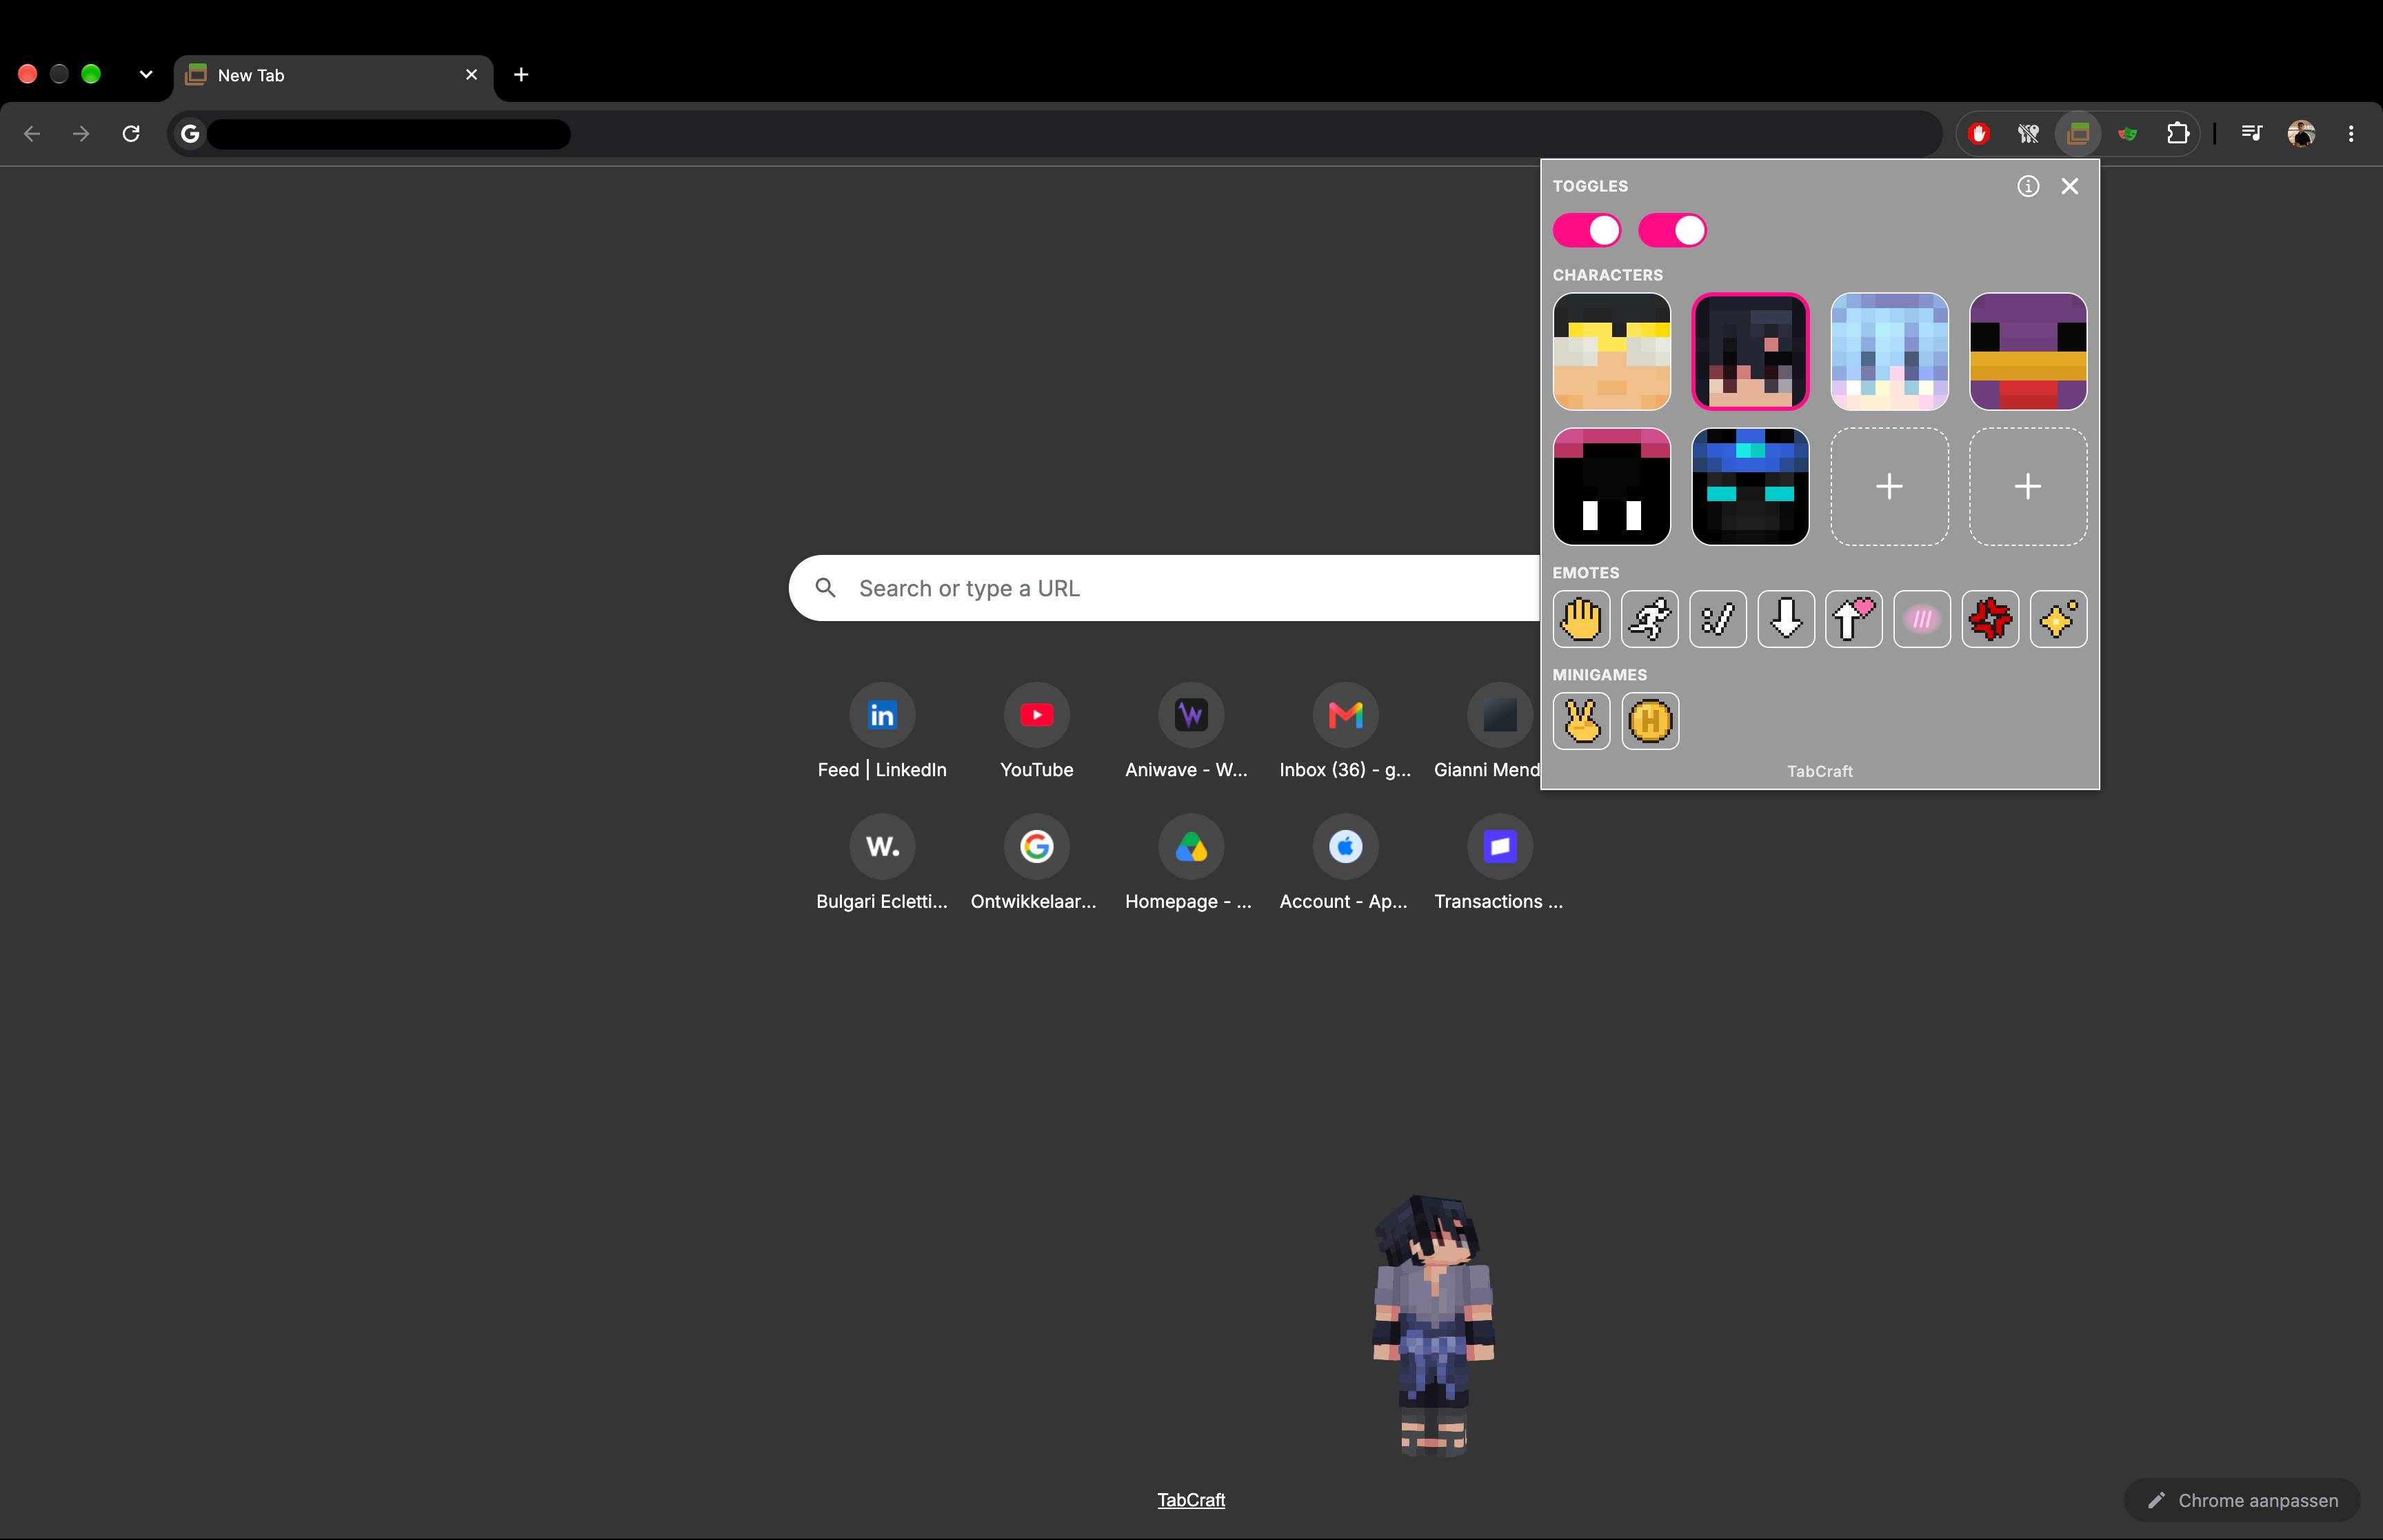 New Tab
TOGGLES
CHARACTERS
Search or type a URL
EMOTES
MINIGAMES
H
TabCraft
in
Feed | LinkedIn
YouTube
Aniwave - W...
Inbox (36) - g...
Gianni Mend
W.
Bulgari Ecletti...
Ontwikkelaar...
Homepage - ...
Account - Ap...
Transactions ...
TabCraft
Chrome aanpassen